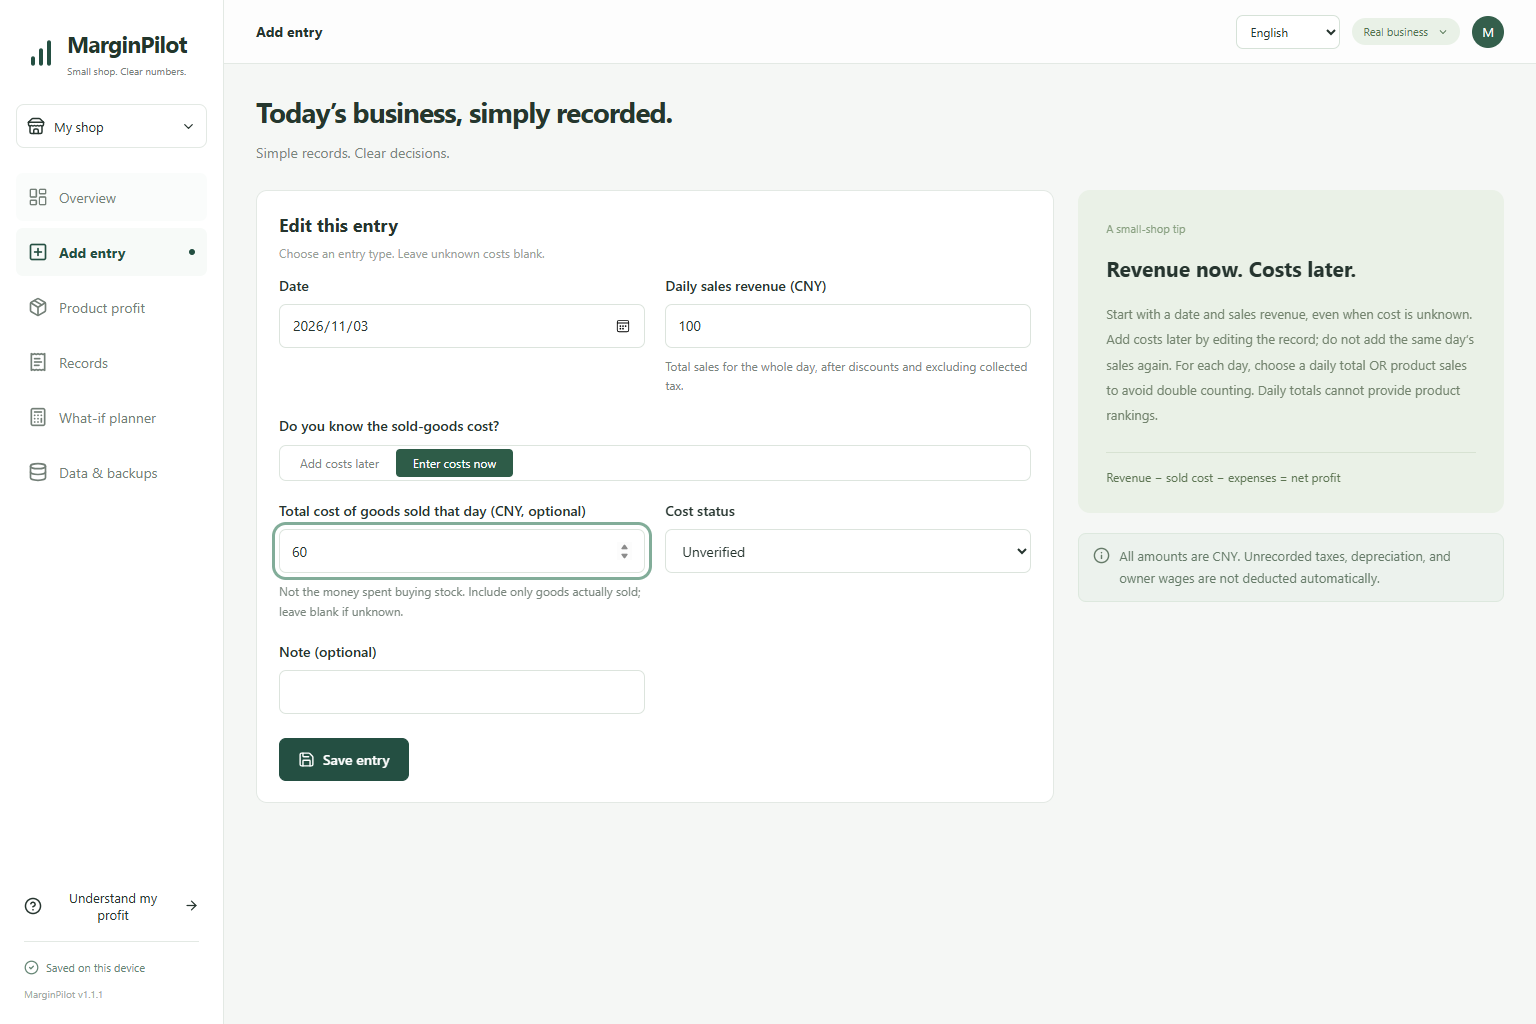 MarginPilot
Small shop. Clear numbers.
My shop
Overview
Add entry
Product profit
Records
What-if planner
Data & backups
Understand my
profit
Saved on this device
MarginPilot v1.1.1
Add entry
English
Real business
M
Today’s business, simply recorded.
Simple records. Clear decisions.
Edit this entry
Choose an entry type. Leave unknown costs blank.
Date
Daily sales revenue (CNY)
2026/11/03
100
Total sales for the whole day, after discounts and excluding collected
tax.
Do you know the sold-goods cost?
Add costs later
Enter costs now
Total cost of goods sold that day (CNY, optional)
Cost status
60
Unverified
Not the money spent buying stock. Include only goods actually sold;
leave blank if unknown.
Note (optional)
Save entry
A small-shop tip
Revenue now. Costs later.
Start with a date and sales revenue, even when cost is unknown.
Add costs later by editing the record; do not add the same day’s
sales again. For each day, choose a daily total OR product sales
to avoid double counting. Daily totals cannot provide product
rankings.
Revenue − sold cost − expenses = net profit
All amounts are CNY. Unrecorded taxes, depreciation, and
owner wages are not deducted automatically.